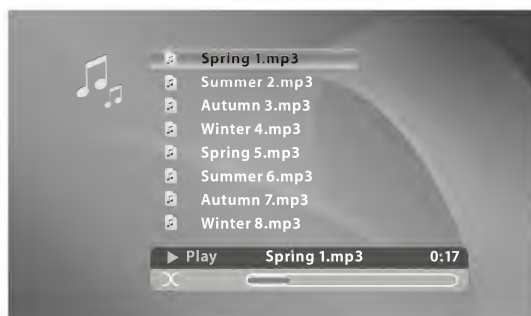 Spring 1.mp3
Summer 2.mp3
Autumn 3.mp3
Winter 4.mp3
Spring 5.mp3
Summer 6.mp3
Autumn 7.mp3
Winter 8.mp3
Play Spring 1.mp3 0:17